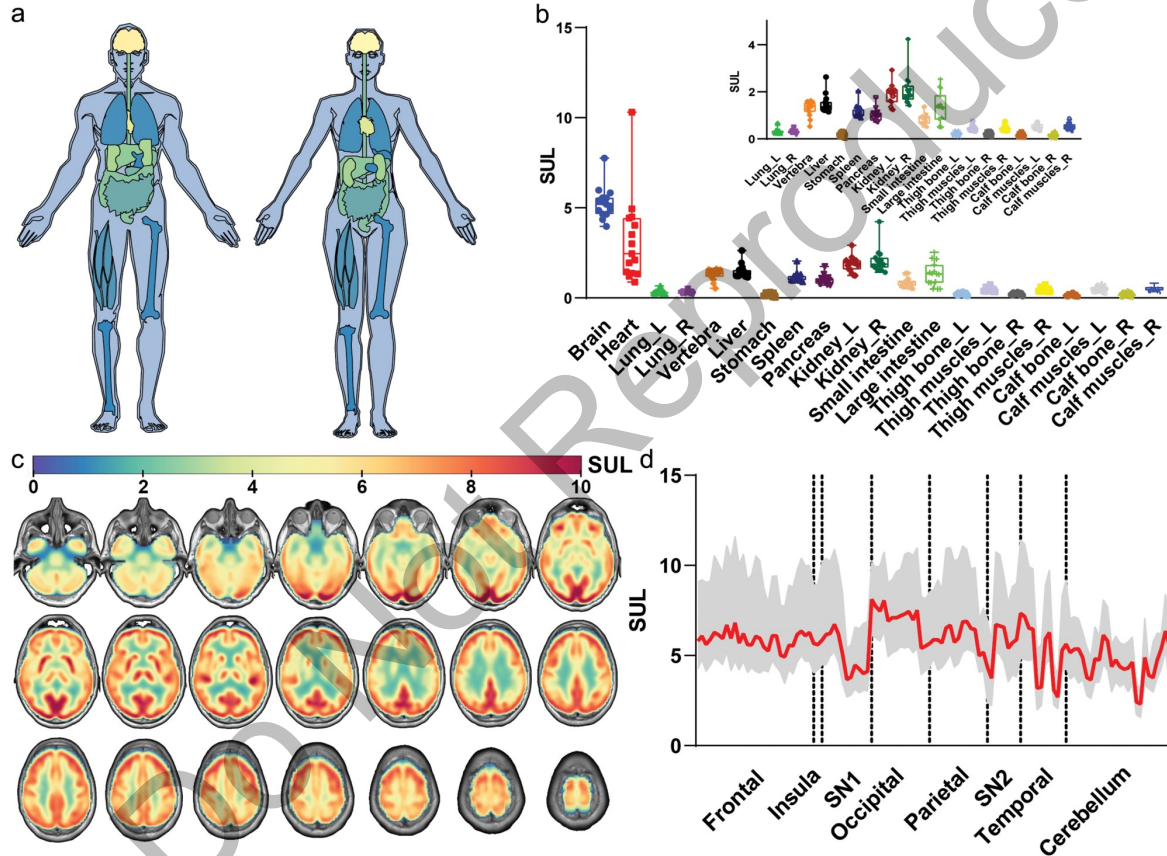 a
b
15
10
5
0
SUL
4
2
0
SUL
Lung_L
Lung_R
Vertebra
Liver
Stomach
Spleen
Pancreas
Kidney_L
Kidney_R
Small intestine
Large intestine
Thigh bone_L
Thigh muscles_L
Thigh bone_R
Thigh muscles_R
Calf bone_L
Calf muscles_L
Calf bone_R
Calf muscles_R
Brain
Heart
Lung_L
Lung_R
Vertebra
Liver
Stomach
Spleen
Pancreas
Kidney_L
Kidney_R
Small intestine
Large intestine
Thigh bone_L
Thigh muscles_L
Thigh bone_R
Thigh muscles_R
Calf bone_L
Calf muscles_L
Calf bone_R
Calf muscles_R
c
SUL
0 2 4 6 8 10
d
15
10
5
0
SUL
Frontal
Insula
SN1
Occipital
Parietal
SN2
Temporal
Cerebellum
Do Not Reproduce